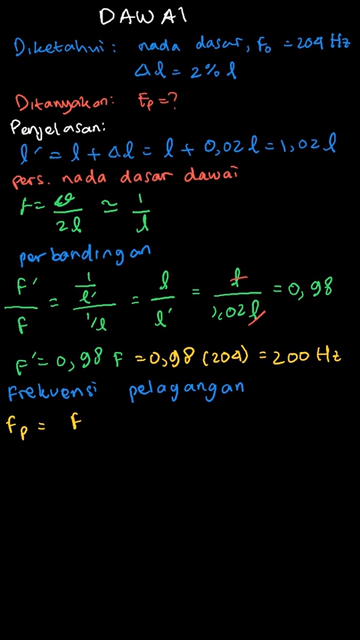 DAWAI
Diketahui: nada dasar, f₀ = 204 Hz
Δl = 2% l
Ditanyakan: Fp = ?
Penjelasan:
l' = l + Δl = l + 0,02 l = 1,02 l
pers. nada dasar dawai
f = v/2l ≃ 1/l
perbandingan
F'/F = (1/l')/(1/l) = l/l' = l/1,02l = 0,98
F' = 0,98 F = 0,98 (204) = 200 Hz
Frekuensi pelagangan
Fp = F